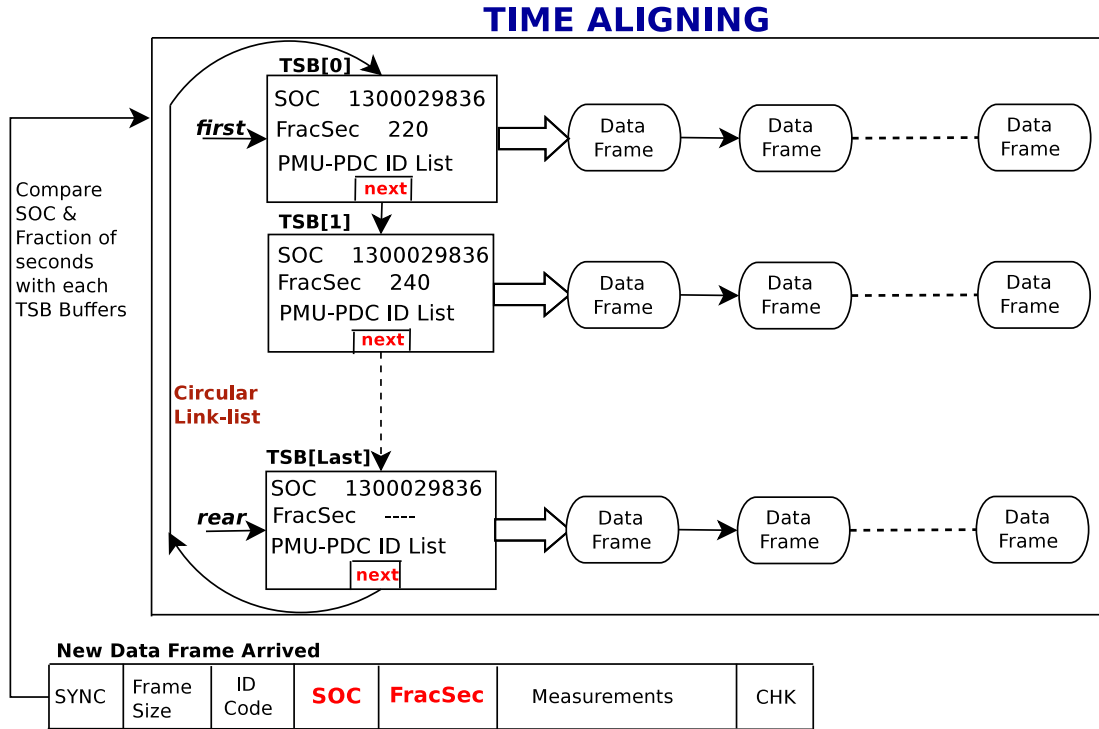 TIME ALIGNING
TSB[0]
SOC 1300029836
first
FracSec 220
PMU-PDC ID List
next
Data
Frame
Data
Frame
Data
Frame
Compare
SOC &
Fraction of
seconds
with each
TSB Buffers
TSB[1]
SOC 1300029836
FracSec 240
PMU-PDC ID List
next
Data
Frame
Data
Frame
Data
Frame
Circular
Link-list
TSB[Last]
SOC 1300029836
rear
FracSec ----
PMU-PDC ID List
next
Data
Frame
Data
Frame
Data
Frame
New Data Frame Arrived
SYNC
Frame
Size
ID
Code
SOC
FracSec
Measurements
CHK